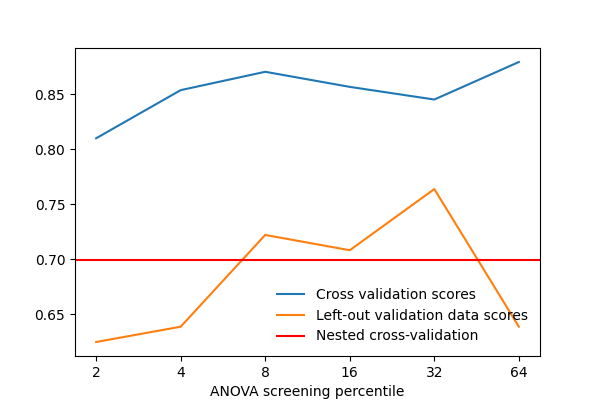 0.85
0.80
0.75
0.70
0.65
Cross validation scores
Left-out validation data scores
Nested cross-validation
2 4 8 16 32 64
ANOVA screening percentile